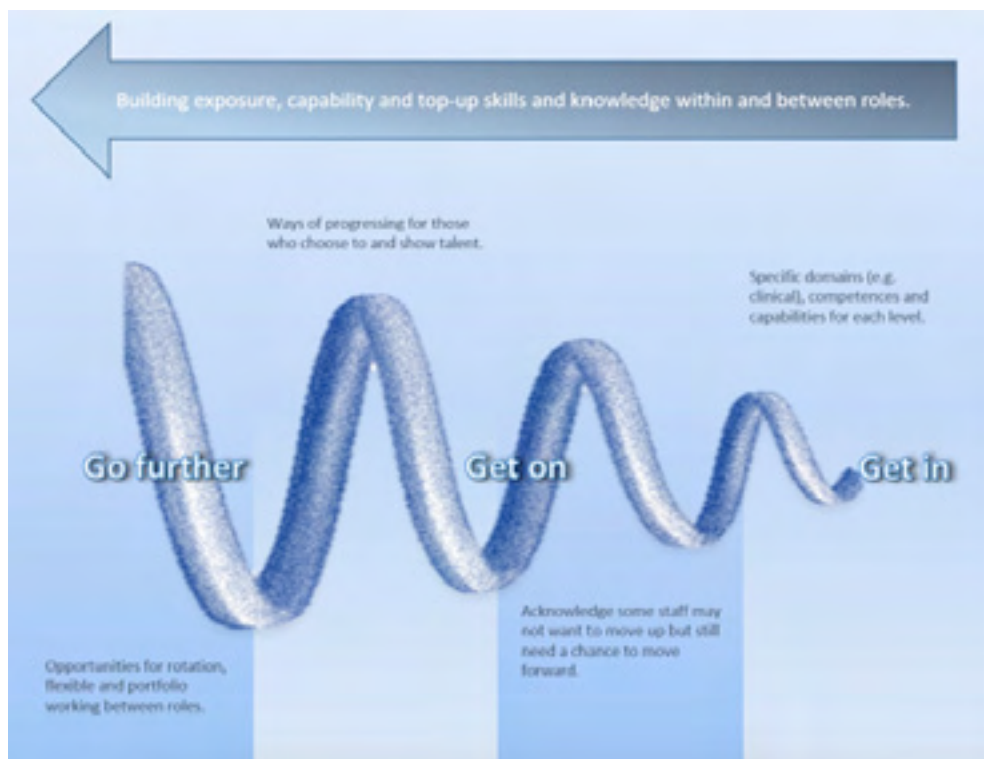 Building exposure, capability and top-up skills and knowledge within and between roles.
Ways of progressing for those
who choose to and show talent.
Specific domains (e.g.
clinical), competences and
capabilities for each level.
Go further
Get on
Get in
Acknowledge some staff may
not want to move up but still
need a chance to move
forward.
Opportunities for rotation,
flexible and portfolio
working between roles.